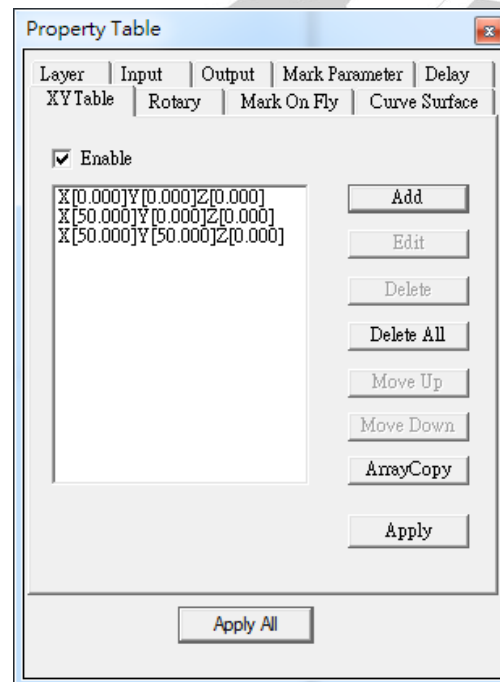 Property Table
Layer Input Output Mark Parameter Delay
XYTable Rotary Mark On Fly Curve Surface
Enable
X[0.000]Y[0.000]Z[0.000]
X[50.000]Y[0.000]Z[0.000]
X[50.000]Y[50.000]Z[0.000]
Add
Edit
Delete
Delete All
Move Up
Move Down
ArrayCopy
Apply
Apply All